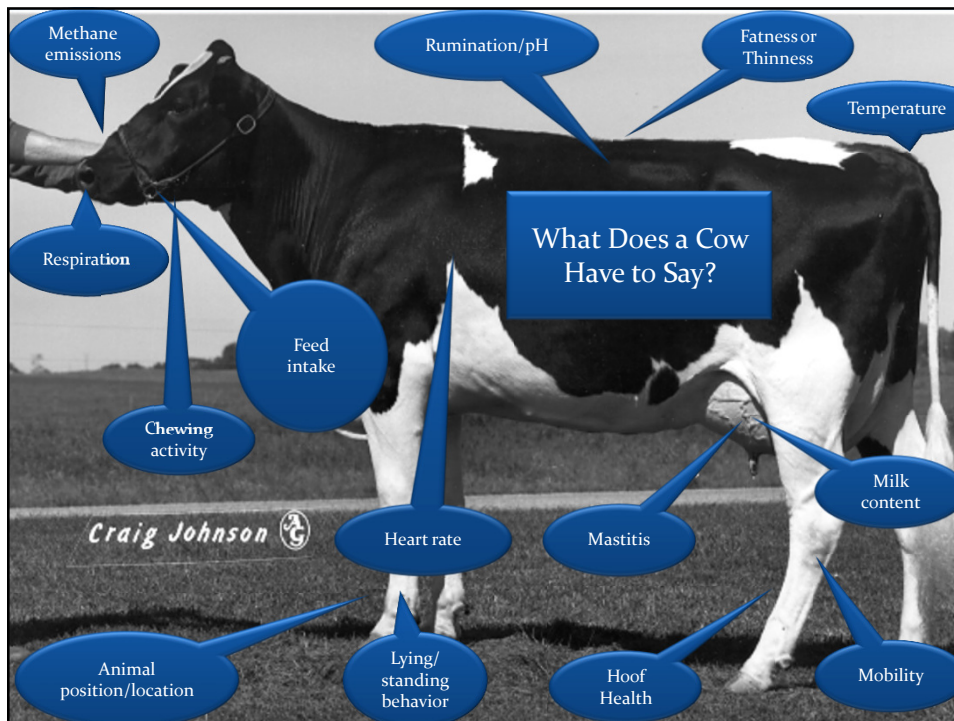 Methane
emissions
Rumination/pH
Fatness or
Thinness
Temperature
Respiration
What Does a Cow
Have to Say?
Feed
intake
Chewing
activity
Milk
content
Craig Johnson AG
Heart rate
Mastitis
Animal
position/location
Lying/
standing
behavior
Hoof
Health
Mobility